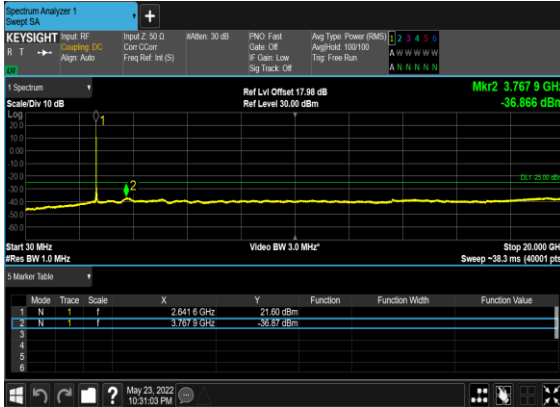 Spectrum Analyzer 1
Swept SA
+
KEYSIGHT Input: RF Input Z: 50 Ω #Atten: 30 dB PNO: Fast Avg Type: Power (RMS) 1 2 3 4 5 6
R T Coupling: DC Corr CCorr Gate: Off Avg|Hold: 100/100 A W W W W W
Align: Auto Freq Ref: Int (S) IF Gain: Low Trig: Free Run
Sig Track: Off A N N N N N
1 Spectrum
Ref Lvl Offset 17.98 dB Mkr2 3.767 9 GHz
Scale/Div 10 dB Ref Level 30.00 dBm -36.866 dBm
Log
1
20.0
10.0
0.00
-10.0
-20.0
DL1 -25.00 dBm
-30.0
2
-40.0
-50.0
-60.0
Start 30 MHz Video BW 3.0 MHz* Stop 20.000 GHz
#Res BW 1.0 MHz Sweep ~38.3 ms (40001 pts)
5 Marker Table
Mode Trace Scale X Y Function Function Width Function Value
1 N 1 f 2.641 6 GHz 21.60 dBm
2 N 1 f 3.767 9 GHz -36.87 dBm
3
4
5
6
? May 23, 2022
10:31:03 PM